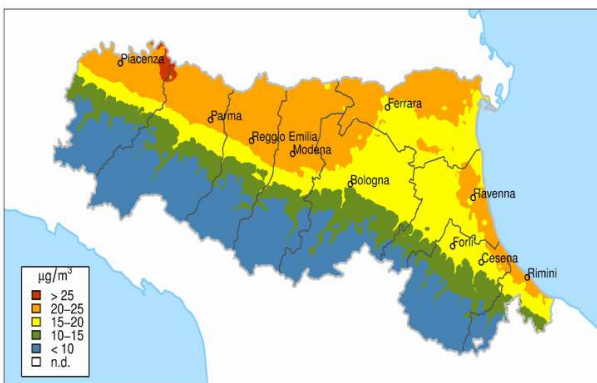 Piacenza
Parma
Reggio Emilia
Modena
Ferrara
Bologna
Ravenna
Forlì
Cesena
Rimini
µg/m³
> 25
20–25
15–20
10–15
< 10
n.d.